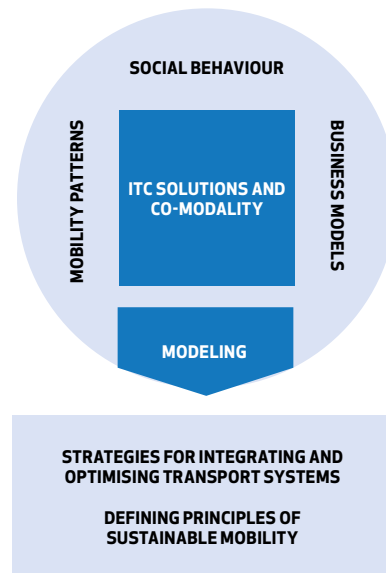 SOCIAL BEHAVIOUR
MOBILITY PATTERNS
ITC SOLUTIONS AND
CO-MODALITY
BUSINESS MODELS
MODELING
STRATEGIES FOR INTEGRATING AND
OPTIMISING TRANSPORT SYSTEMS
DEFINING PRINCIPLES OF
SUSTAINABLE MOBILITY